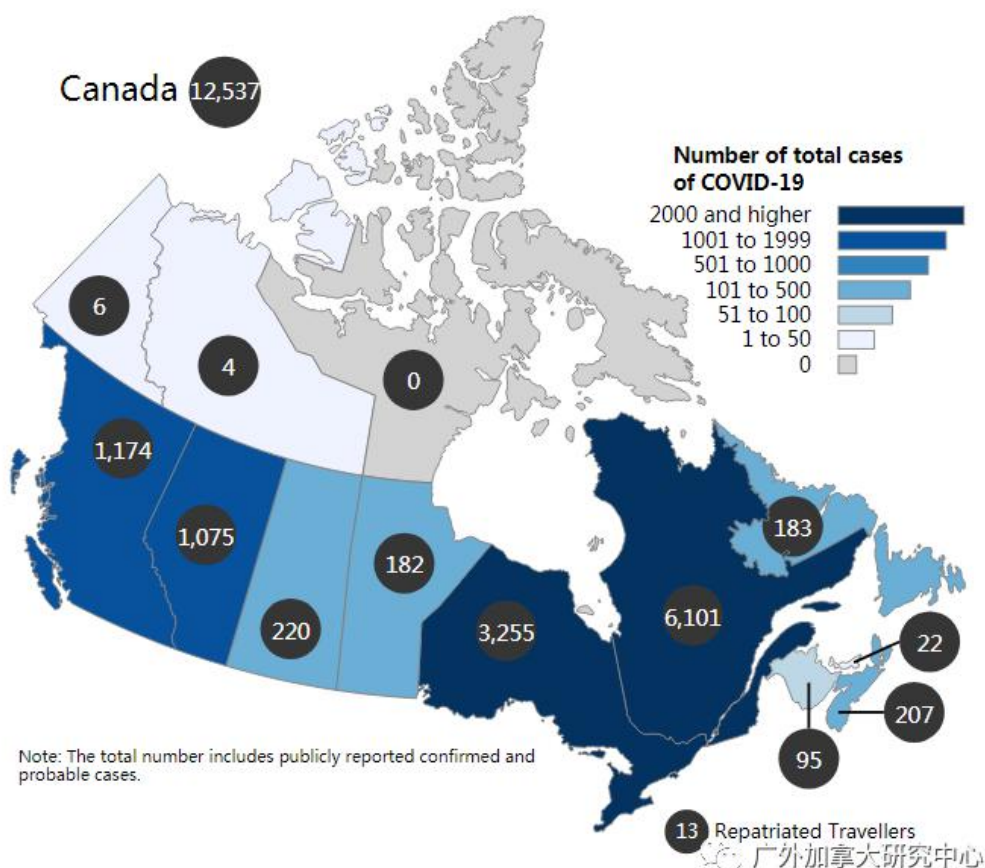 Canada 12,537
Number of total cases
of COVID-19
2000 and higher
1001 to 1999
501 to 1000
101 to 500
51 to 100
1 to 50
0
6
4
0
1,174
1,075
220
182
3,255
6,101
183
22
207
95
Note: The total number includes publicly reported confirmed and
probable cases.
13 Repatriated Travellers
广外加拿大研究中心